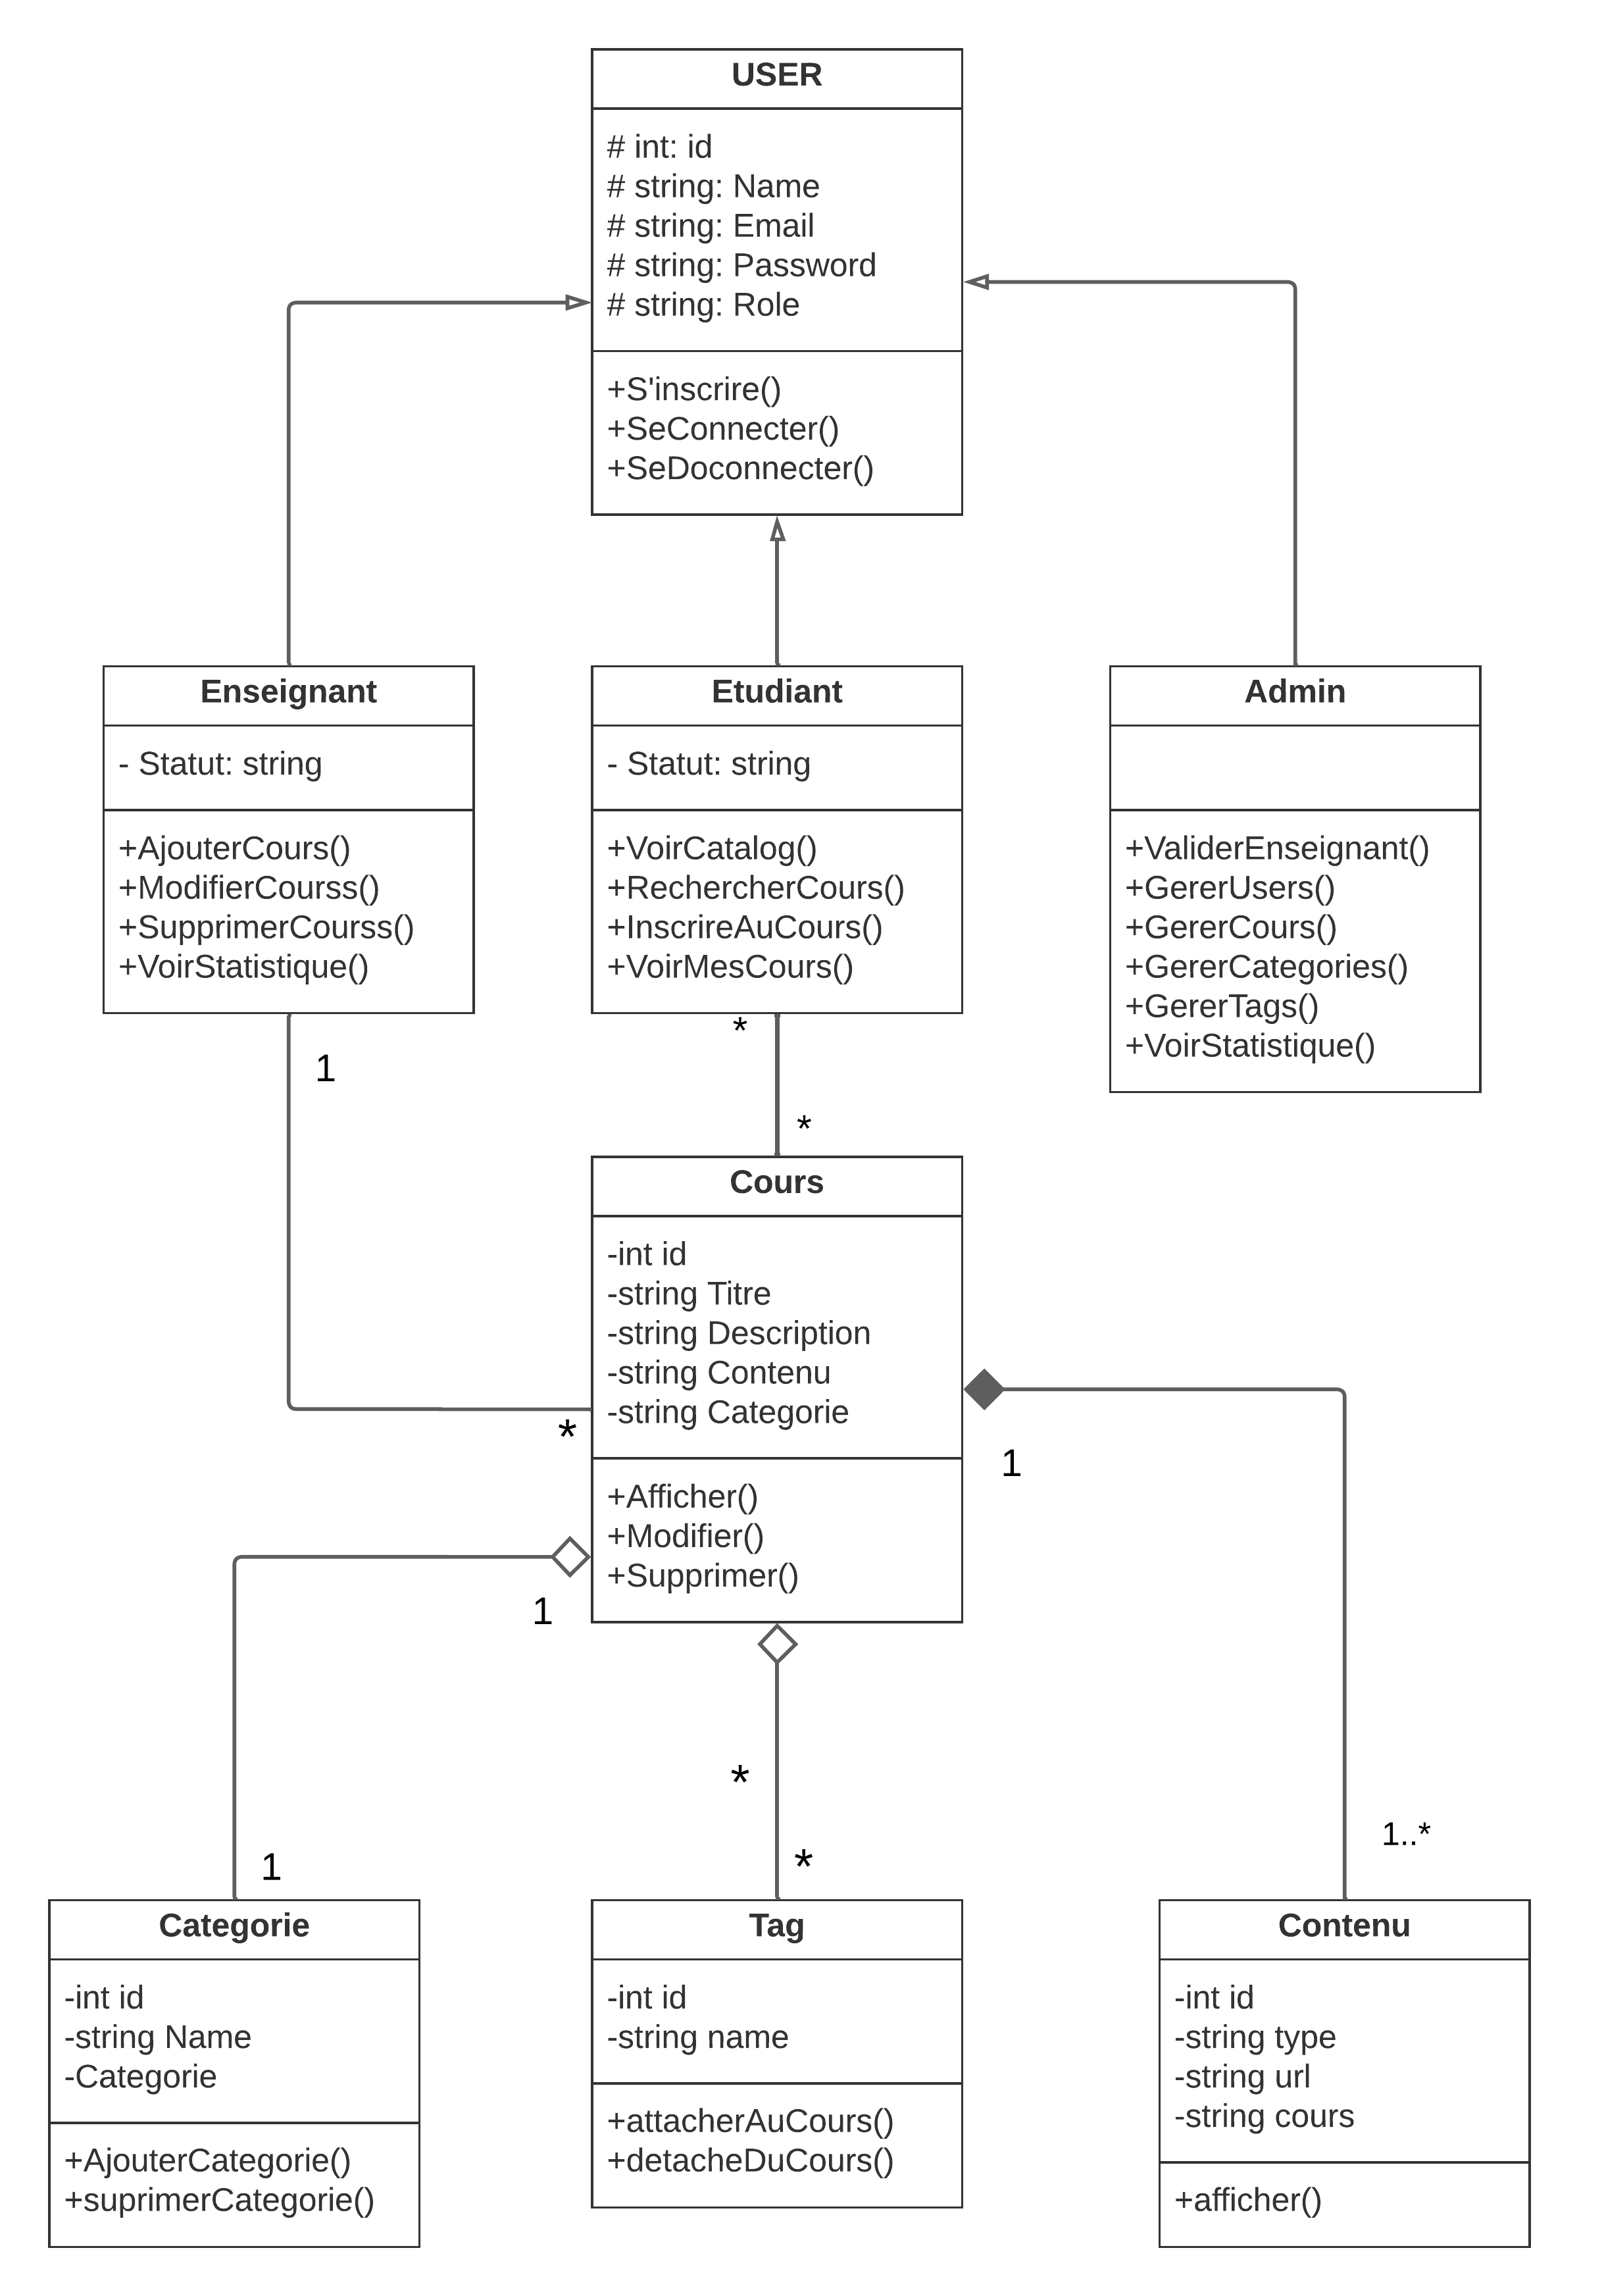 USER
# int: id
# string: Name
# string: Email
# string: Password
# string: Role
+S'inscrire()
+SeConnecter()
+SeDoconnecter()
Enseignant
- Statut: string
+AjouterCours()
+ModifierCourss()
+SupprimerCourss()
+VoirStatistique()
Etudiant
- Statut: string
+VoirCatalog()
+RechercherCours()
+InscrireAuCours()
+VoirMesCours()
Admin
+ValiderEnseignant()
+GererUsers()
+GererCours()
+GererCategories()
+GererTags()
+VoirStatistique()
*
1
*
Cours
-int id
-string Titre
-string Description
-string Contenu
-string Categorie
+Afficher()
+Modifier()
+Supprimer()
*
1
1
*
1..*
*
1
Categorie
-int id
-string Name
-Categorie
+AjouterCategorie()
+suprimerCategorie()
Tag
-int id
-string name
+attacherAuCours()
+detacheDuCours()
Contenu
-int id
-string type
-string url
-string cours
+afficher()